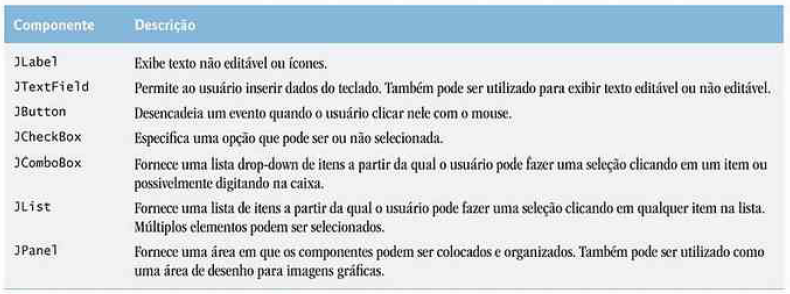 Componente Descrição
JLabel Exibe texto não editável ou ícones.
JTextField Permite ao usuário inserir dados do teclado. Também pode ser utilizado para exibir texto editável ou não editável.
JButton Desencadeia um evento quando o usuário clicar nele com o mouse.
JCheckBox Especifica uma opção que pode ser ou não selecionada.
JComboBox Fornece uma lista drop-down de itens a partir da qual o usuário pode fazer uma seleção clicando em um item ou
possivelmente digitando na caixa.
JList Fornece uma lista de itens a partir da qual o usuário pode fazer uma seleção clicando em qualquer item na lista.
Múltiplos elementos podem ser selecionados.
JPanel Fornece uma área em que os componentes podem ser colocados e organizados. Também pode ser utilizado como
uma área de desenho para imagens gráficas.